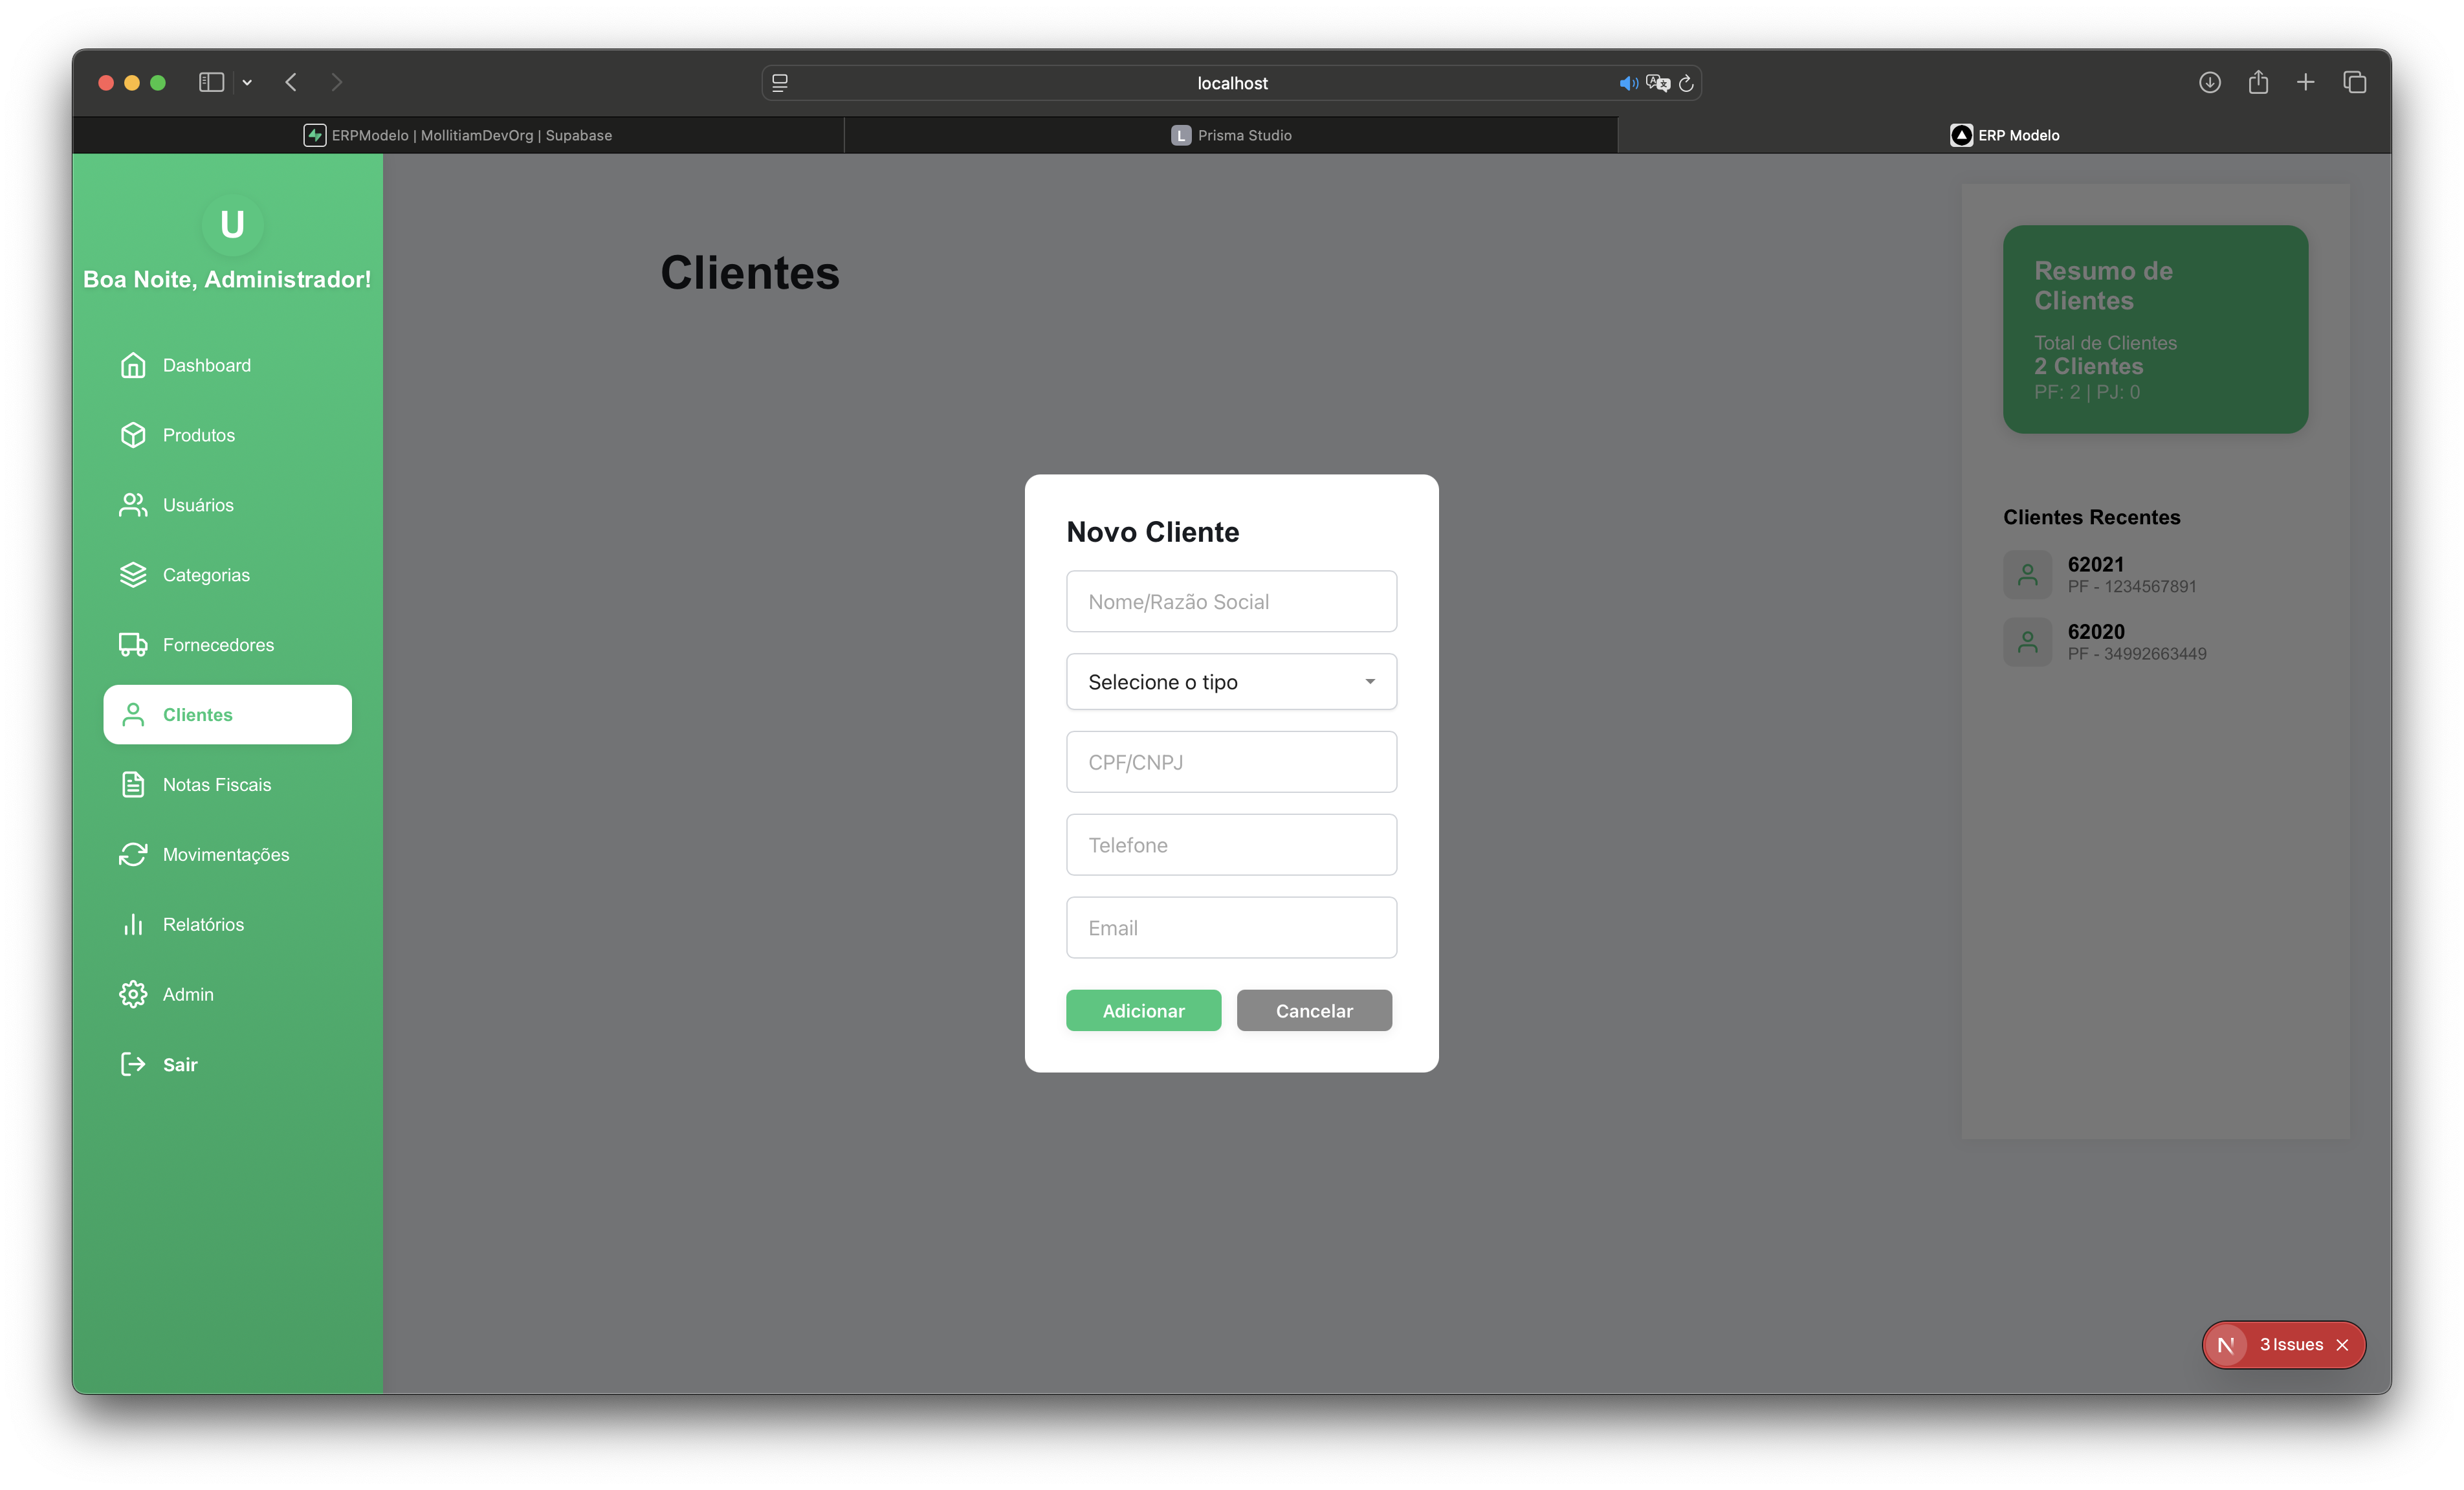 localhost
ERPModelo | MollitiamDevOrg | Supabase
L Prisma Studio
ERP Modelo
U
Boa Noite, Administrador!
Dashboard
Produtos
Usuários
Categorias
Fornecedores
Clientes
Notas Fiscais
Movimentações
Relatórios
Admin
Sair
Clientes
Novo Cliente
Nome/Razão Social
Selecione o tipo
CPF/CNPJ
Telefone
Email
Adicionar
Cancelar
Resumo de
Clientes
Total de Clientes
2 Clientes
PF: 2 | PJ: 0
Clientes Recentes
62021
PF - 1234567891
62020
PF - 34992663449
N 3 Issues